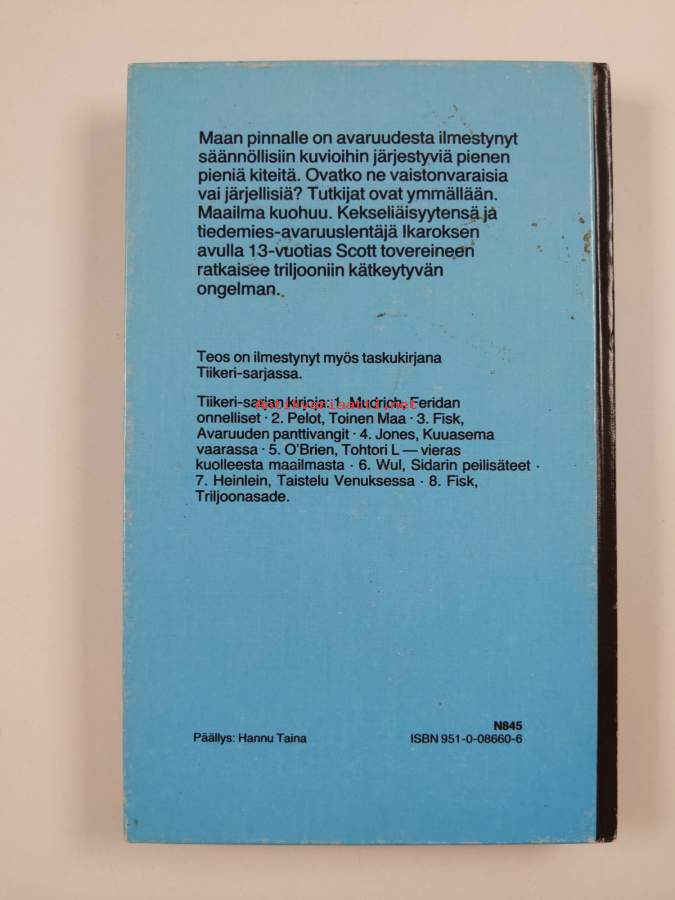 Maan pinnalle on avaruudesta ilmestynyt
säännöllisiin kuvioihin järjestyviä pienen
pieniä kiteitä. Ovatko ne vaistonvaraisia
vai järjellisiä? Tutkijat ovat ymmällään.
Maailma kuohuu. Kekseliäisyytensä ja
tiedemies-avaruuslentäjä Ikaroksen
avulla 13-vuotias Scott tovereineen
ratkaisee triljooniin kätkeytyvän
ongelman.
Teos on ilmestynyt myös taskukirjana
Tiikeri-sarjassa.
Tiikeri-sarjan kirjoja: 1. Mudrich, Feridan
Antikvariaatti.net
onnelliset · 2. Pelot, Toinen Maa · 3. Fisk,
Avaruuden panttivangit · 4. Jones, Kuuasema
vaarassa · 5. O'Brien, Tohtori L — vieras
kuolleesta maailmasta · 6. Wul, Sidarin peilisäteet ·
7. Heinlein, Taistelu Venuksessa · 8. Fisk,
Triljoonasade.
N845
Päällys: Hannu Taina ISBN 951-0-08660-6